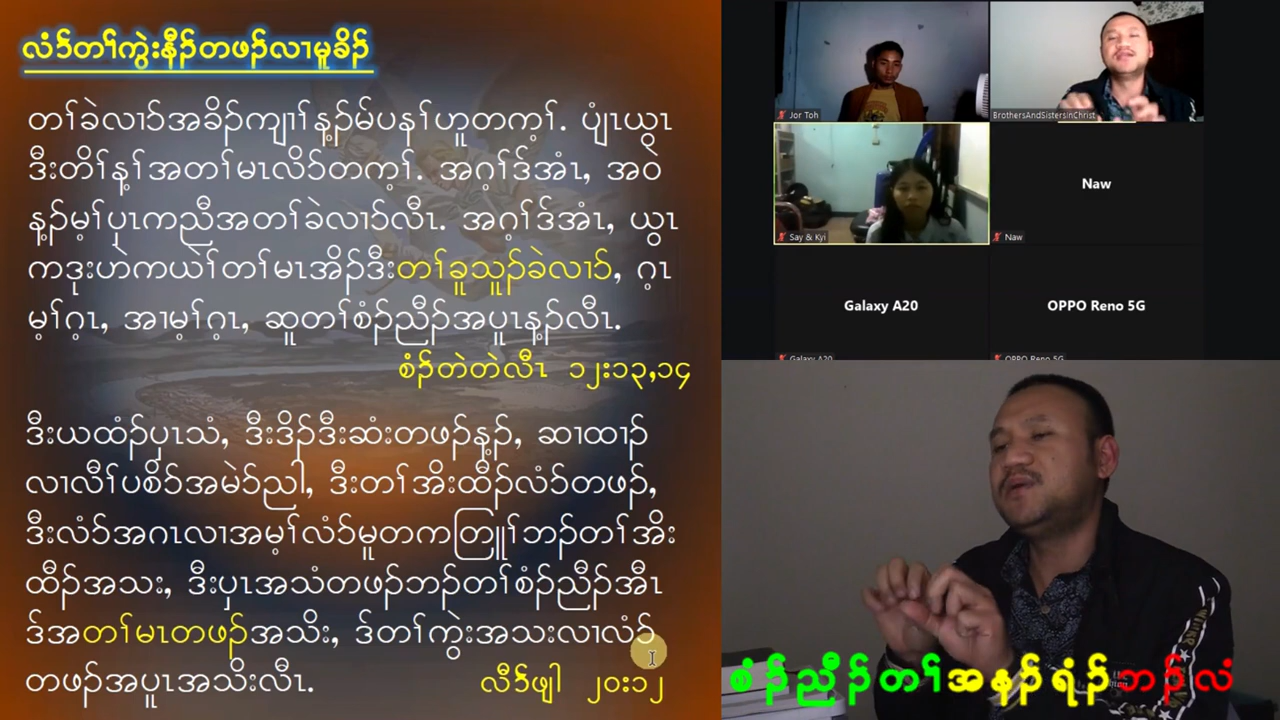 လံာ်တၢ်ကွဲးနီၣ်တဖၣ်လၢမူခိၣ်
တၢ်ခဲလၢာ်အခိၣ်ကျၢၢ်န့ၣ်မ်ပနၢ်ဟူတက့ၢ်. ပျံၤယွၤ
ဒီးတိၢ်န့ၢ်အတၢ်မၤလိာ်တက့ၢ်. အဂ့ၢ်ဒ်အံၤ, အဝဲ
န့ၣ်မ့ၢ်ပှၤကညီအတၢ်ခဲလၢာ်လီၤ. အဂ့ၢ်ဒ်အံၤ, ယွၤ
ကဒုးဟဲကယဲၢ်တၢ်မၤအိၣ်ဒီးတၢ်ခူသူၣ်ခဲလၢာ်, ဂ့ၤ
မ့ၢ်ဂ့ၤ, အၢမ့ၢ်ဂ့ၤ, ဆူတၢ်စံၣ်ညီၣ်အပူၤန့ၣ်လီၤ.
စံၣ်တဲတဲလီၤ ၁၂း၁၃,၁၄
ဒီးယထံၣ်ပှၤသံ, ဒီးဒိၣ်ဒီးဆံးတဖၣ်န့ၣ်, ဆၢထၢၣ်
လၢလီၢ်ပစိာ်အမဲာ်ညါ, ဒီးတၢ်အိးထီၣ်လံာ်တဖၣ်,
ဒီးလံာ်အဂၤလၢအမ့ၢ်လံာ်မူတကတြူၢ်ဘၣ်တၢ်အိး
ထီၣ်အသး, ဒီးပှၤအသံတဖၣ်ဘၣ်တၢ်စံၣ်ညီၣ်အီၤ
ဒ်အတၢ်မၤတဖၣ်အသိး, ဒ်တၢ်ကွဲးအသးလၢလံာ်
တဖၣ်အပူၤအသိးလီၤ.
လီာ်ဖျါ ၂၀း၁၂
Jor Toh
BrothersAndSistersInChrist
Say & Kyi
Naw
Naw
Galaxy A20
OPPO Reno 5G
Galaxy A20
OPPO Reno 5G
စံၣ်ညီၣ်တၢ်အနၣ်ရံၣ်ဘၣ်လံ